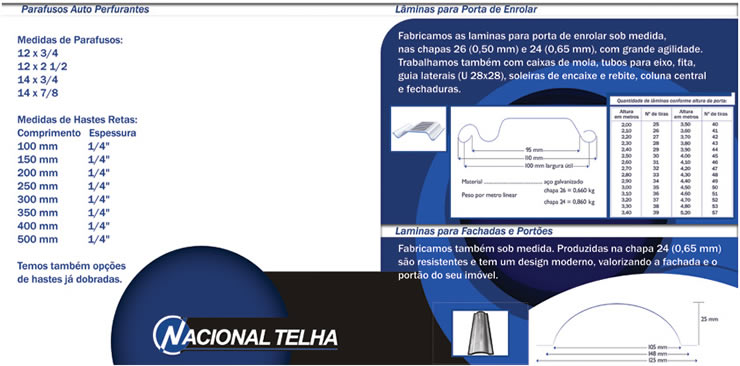 Parafusos Auto Perfurantes
Medidas de Parafusos:
12 x 3/4
12 x 2 1/2
14 x 3/4
14 x 7/8
Medidas de Hastes Retas:
Comprimento Espessura
100 mm 1/4"
150 mm 1/4"
200 mm 1/4"
250 mm 1/4"
300 mm 1/4"
350 mm 1/4"
400 mm 1/4"
500 mm 1/4"
Temos também opções
de hastes já dobradas.
NACIONAL TELHA
Lâminas para Porta de Enrolar
Fabricamos as laminas para porta de enrolar sob medida,
nas chapas 26 (0,50 mm) e 24 (0,65 mm), com grande agilidade.
Trabalhamos também com caixas de mola, tubos para eixo, fita,
guia laterais (U 28x28), soleiras de encaixe e rebite, coluna central
e fechaduras.
95 mm
110 mm
100 mm largura útil
Material ........................ aço galvanizado
Peso por metro linear
chapa 26 = 0,660 kg
chapa 24 = 0,860 kg
Quantidade de lâminas conforme altura da porta:
Altura em metros Nº de tiras Altura em metros Nº de tiras
2,00 25 3,50 40
2,10 26 3,60 41
3,20 27 3,70 42
2,30 28 3,80 43
2,40 29 3,90 44
2,50 30 4,00 45
2,60 31 4,10 46
2,70 32 4,20 47
2,80 33 4,30 48
2,90 34 4,40 49
3,00 35 4,50 50
3,10 36 4,60 51
3,20 37 4,70 52
3,30 38 4,80 53
3,40 39 5,20 57
Laminas para Fachadas e Portões
Fabricamos também sob medida. Produzidas na chapa 24 (0,65 mm)
são resistentes e tem um design moderno, valorizando a fachada e o
portão do seu imóvel.
25 mm
105 mm
148 mm
125 mm